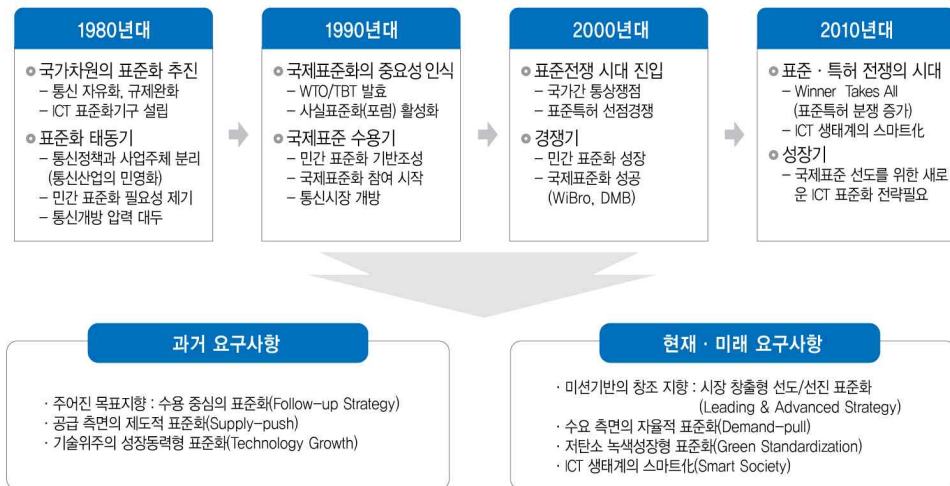 1980년대
◉ 국가차원의 표준화 추진
– 통신 자유화, 규제완화
– ICT 표준화기구 설립
◉ 표준화 태동기
– 통신정책과 사업주체 분리
(통신산업의 민영화)
– 민간 표준화 필요성 제기
– 통신개방 압력 대두
1990년대
◉ 국제표준화의 중요성 인식
– WTO/TBT 발효
– 사실표준화(포럼) 활성화
◉ 국제표준 수용기
– 민간 표준화 기반조성
– 국제표준화 참여 시작
– 통신시장 개방
2000년대
◉ 표준전쟁 시대 진입
– 국가간 통상쟁점
– 표준특허 선점경쟁
◉ 경쟁기
– 민간 표준화 성장
– 국제표준화 성공
(WiBro, DMB)
2010년대
◉ 표준 · 특허 전쟁의 시대
– Winner Takes All
(표준특허 분쟁 증가)
– ICT 생태계의 스마트化
◉ 성장기
– 국제표준 선도를 위한 새로
운 ICT 표준화 전략필요
과거 요구사항
· 주어진 목표지향 : 수용 중심의 표준화(Follow-up Strategy)
· 공급 측면의 제도적 표준화(Supply-push)
· 기술위주의 성장동력형 표준화(Technology Growth)
현재 · 미래 요구사항
· 미션기반의 창조 지향 : 시장 창출형 선도/선진 표준화
(Leading & Advanced Strategy)
· 수요 측면의 자율적 표준화(Demand-pull)
· 저탄소 녹색성장형 표준화(Green Standardization)
· ICT 생태계의 스마트化(Smart Society)